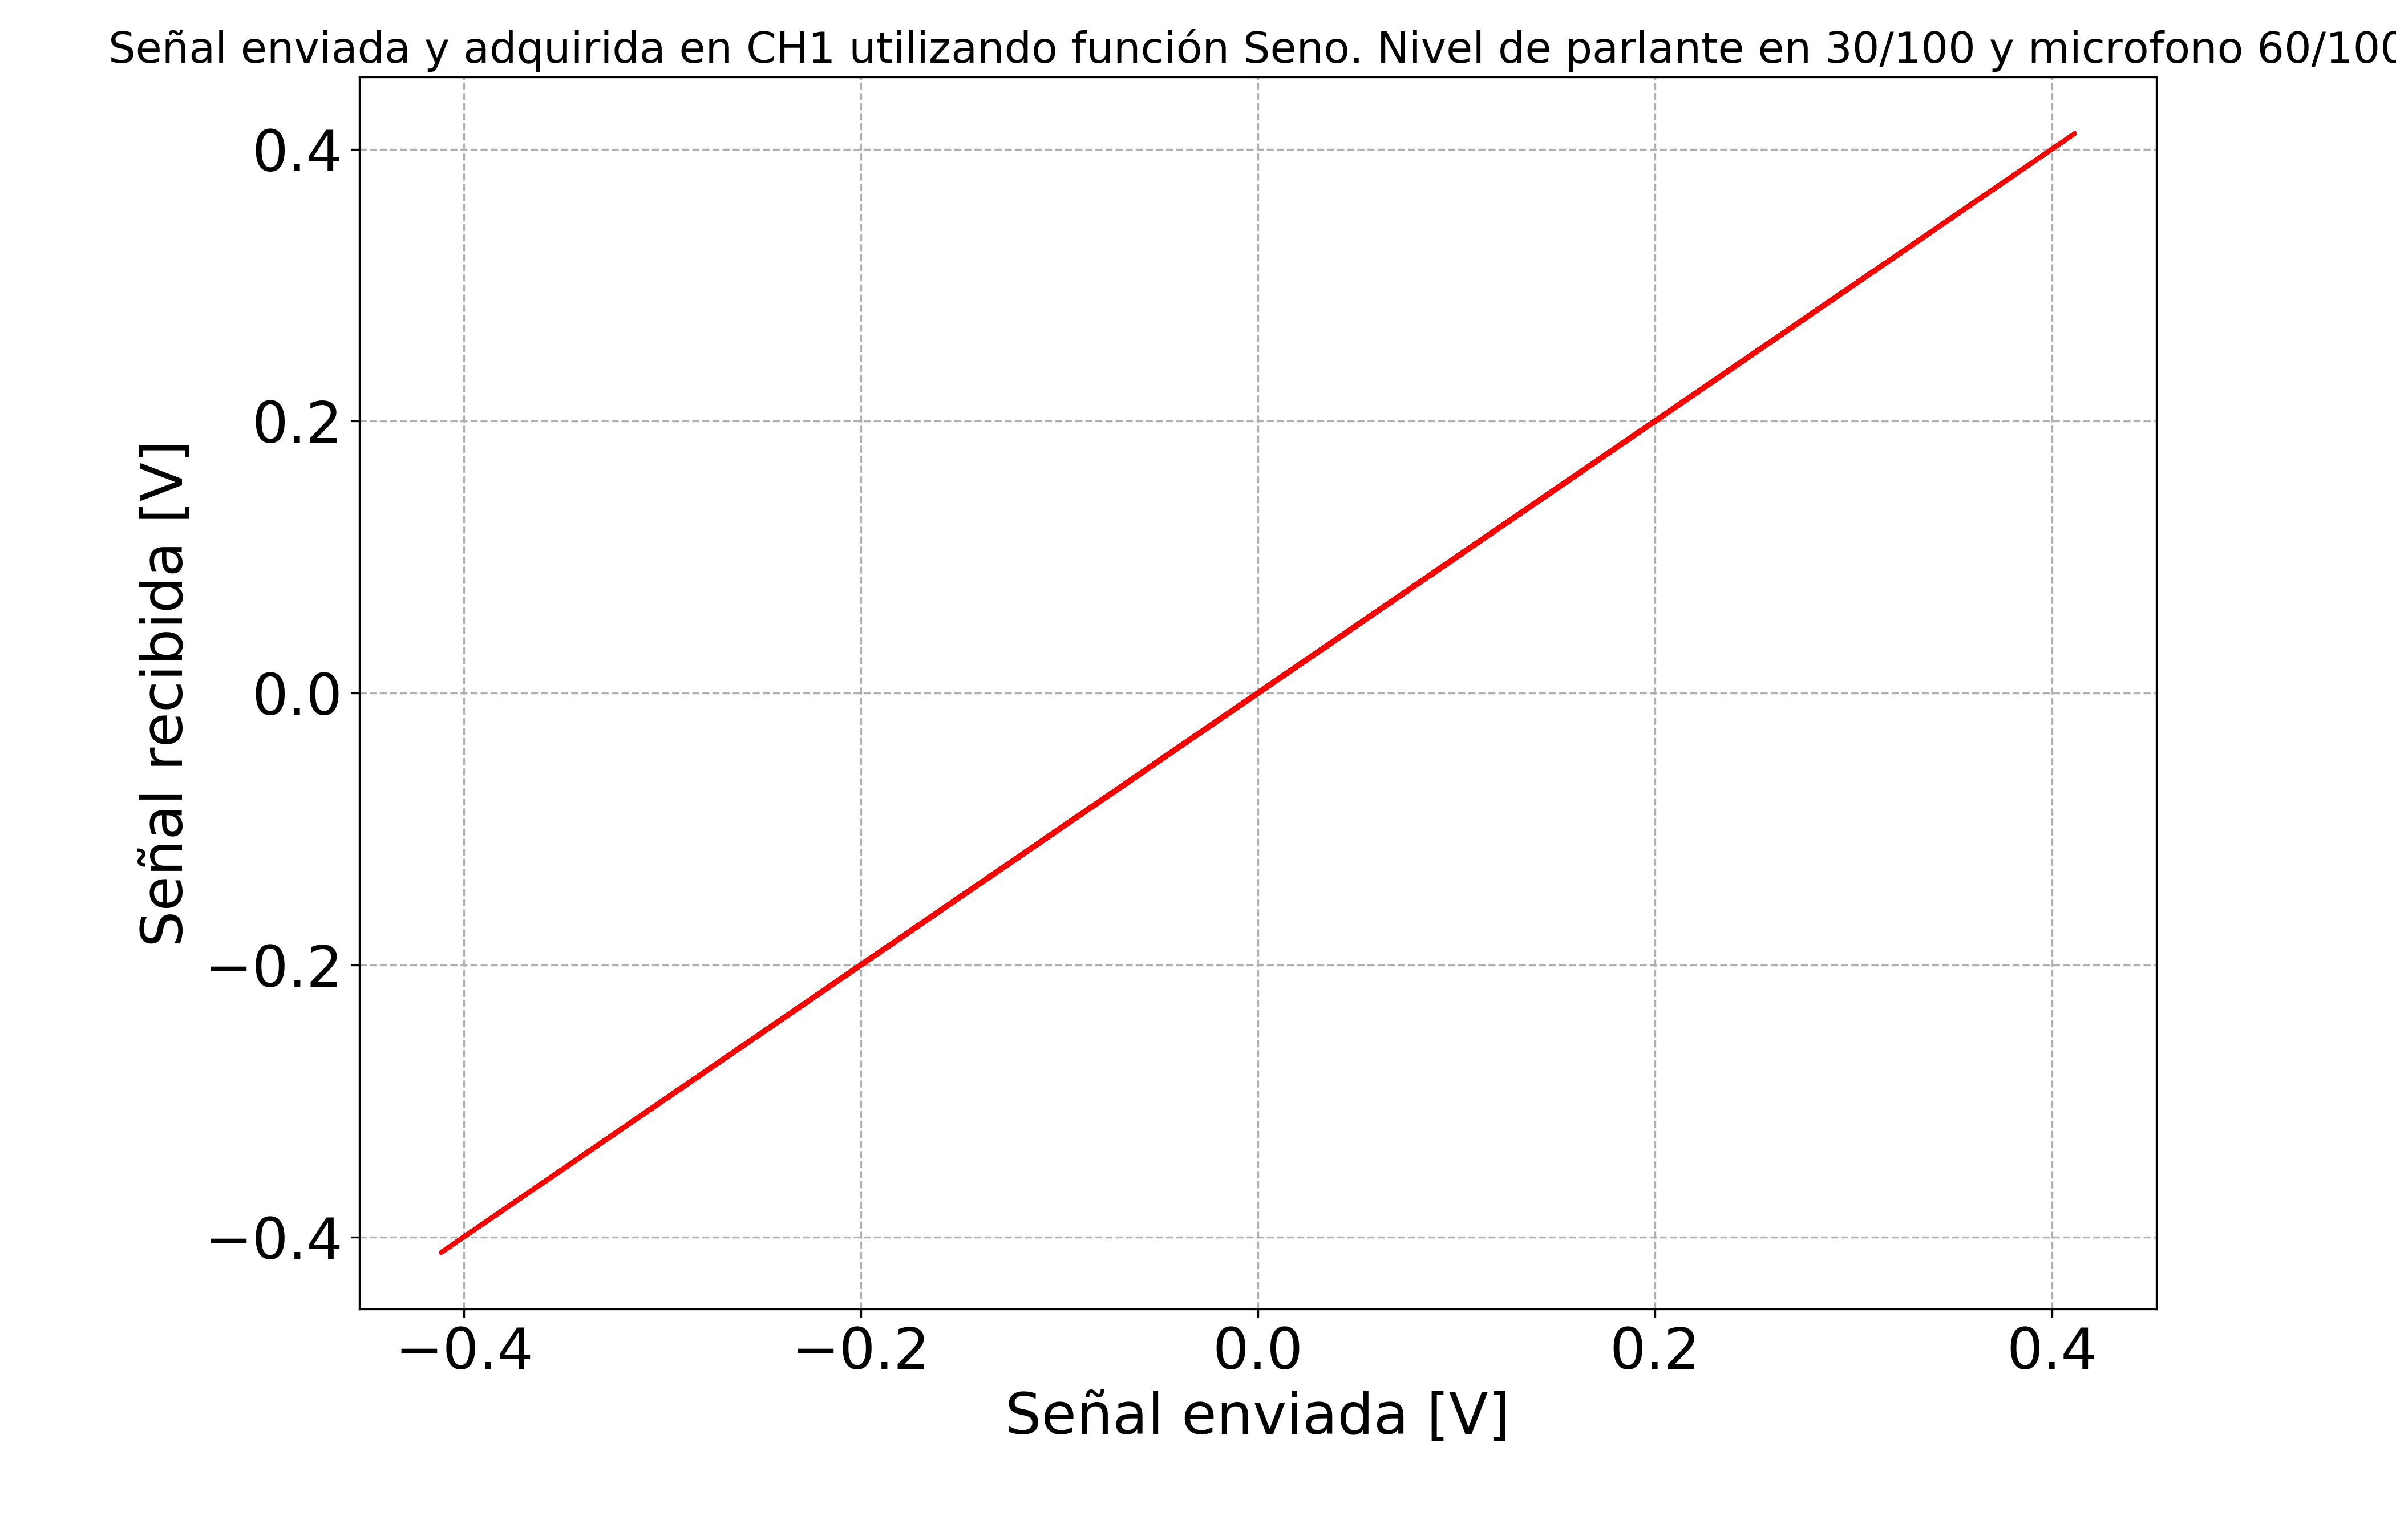 Señal enviada y adquirida en CH1 utilizando función Seno. Nivel de parlante en 30/100 y microfono 60/100
0.4
0.2
0.0
−0.2
−0.4
Señal recibida [V]
−0.4 −0.2 0.0 0.2 0.4
Señal enviada [V]